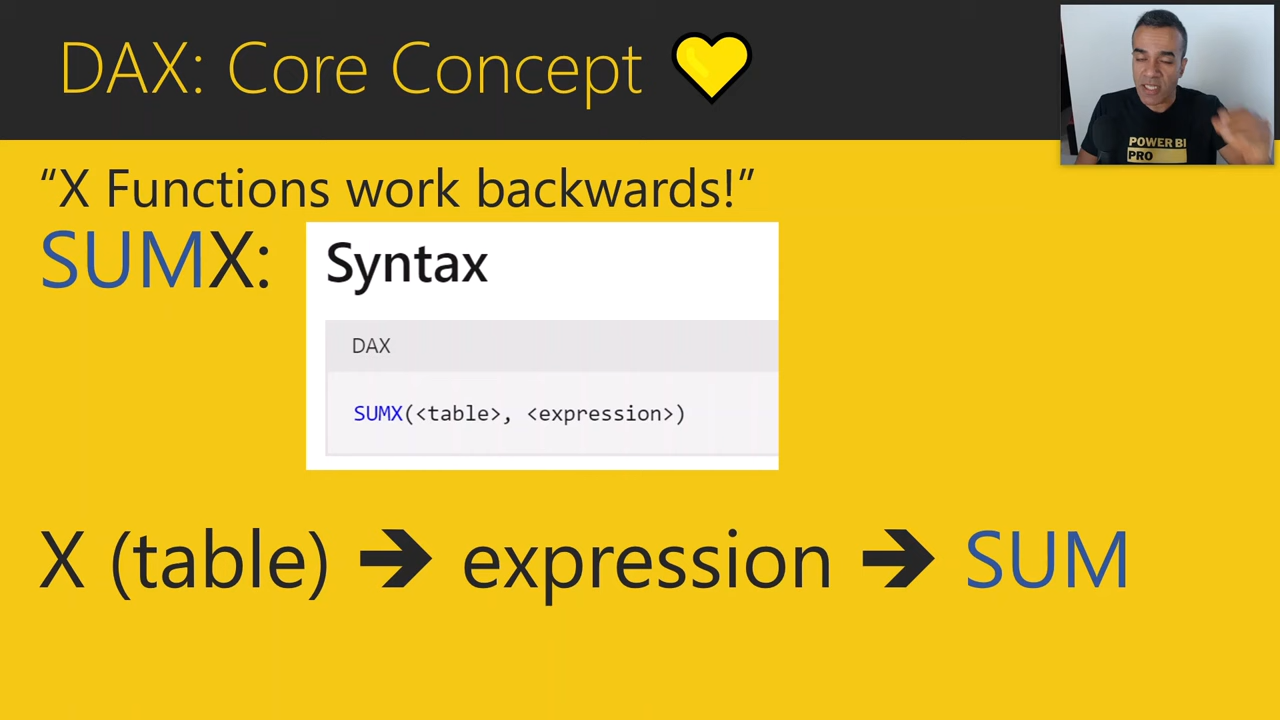 DAX: Core Concept
POWER BI
PRO
“X Functions work backwards!”
SUMX:
Syntax
DAX
SUMX(<table>, <expression>)
X (table) ➔ expression ➔ SUM